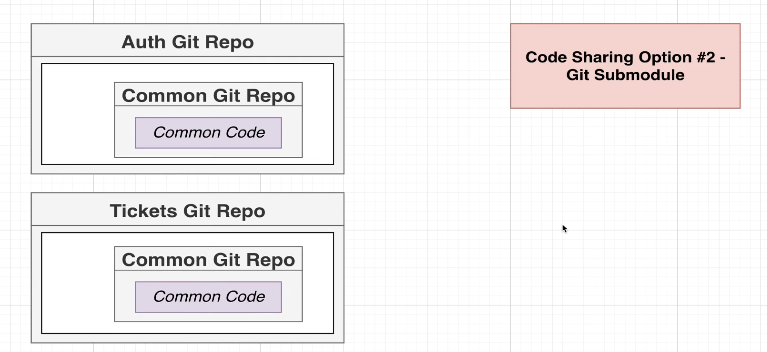 Auth Git Repo
Common Git Repo
Common Code
Tickets Git Repo
Common Git Repo
Common Code
Code Sharing Option #2 -
Git Submodule